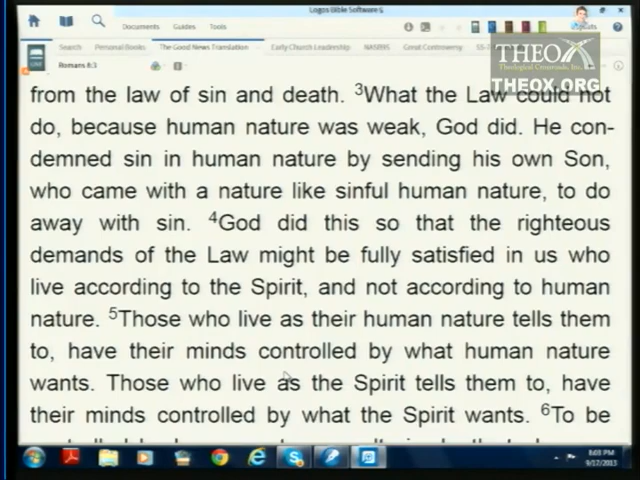 Logos Bible Software 5
Documents Guides Tools
Search Personal Books The Good News Translation Early Church Leadership NASB95 Great Controversy
Romans 8:3
THEOX
THEOX.ORG
from the law of sin and death. 3What the Law could not
do, because human nature was weak, God did. He con-
demned sin in human nature by sending his own Son,
who came with a nature like sinful human nature, to do
away with sin. 4God did this so that the righteous
demands of the Law might be fully satisfied in us who
live according to the Spirit, and not according to human
nature. 5Those who live as their human nature tells them
to, have their minds controlled by what human nature
wants. Those who live as the Spirit tells them to, have
their minds controlled by what the Spirit wants. 6To be
8:03 PM
9/17/2013